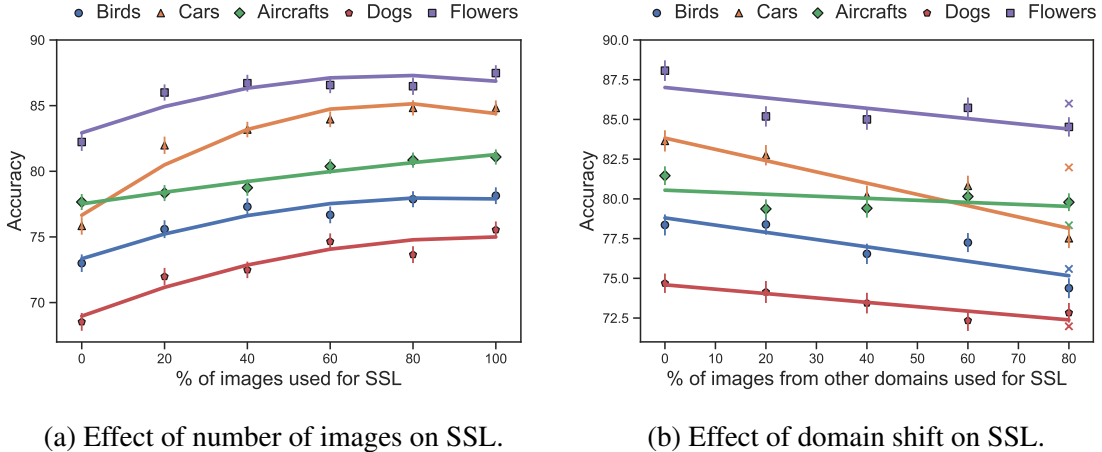 Birds Cars Aircrafts Dogs Flowers
90
85
80
75
70
Accuracy
0 20 40 60 80 100
% of images used for SSL
(a) Effect of number of images on SSL.
Birds Cars Aircrafts Dogs Flowers
90.0
87.5
85.0
82.5
80.0
77.5
75.0
72.5
Accuracy
0 10 20 30 40 50 60 70 80
% of images from other domains used for SSL
(b) Effect of domain shift on SSL.